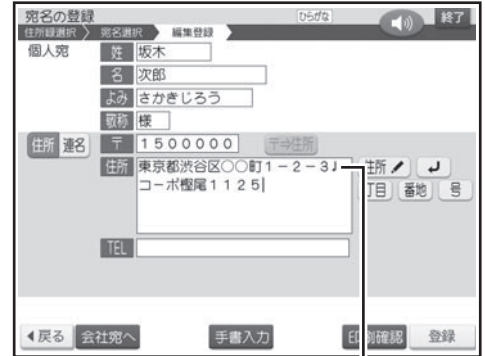 宛名の登録 ひらがな 終了
住所録選択 〉 宛名選択 編集登録
個人宛 姓 坂木
名 次郎
よみ さかきじろう
敬称 様
住所 連名 〒 1500000 〒⇒住所
住所 東京都渋谷区○○町1-2-3↲ 住所
コーポ樫尾1125 丁目 番地 号
TEL
戻る 会社宛へ 手書入力 印刷確認 登録